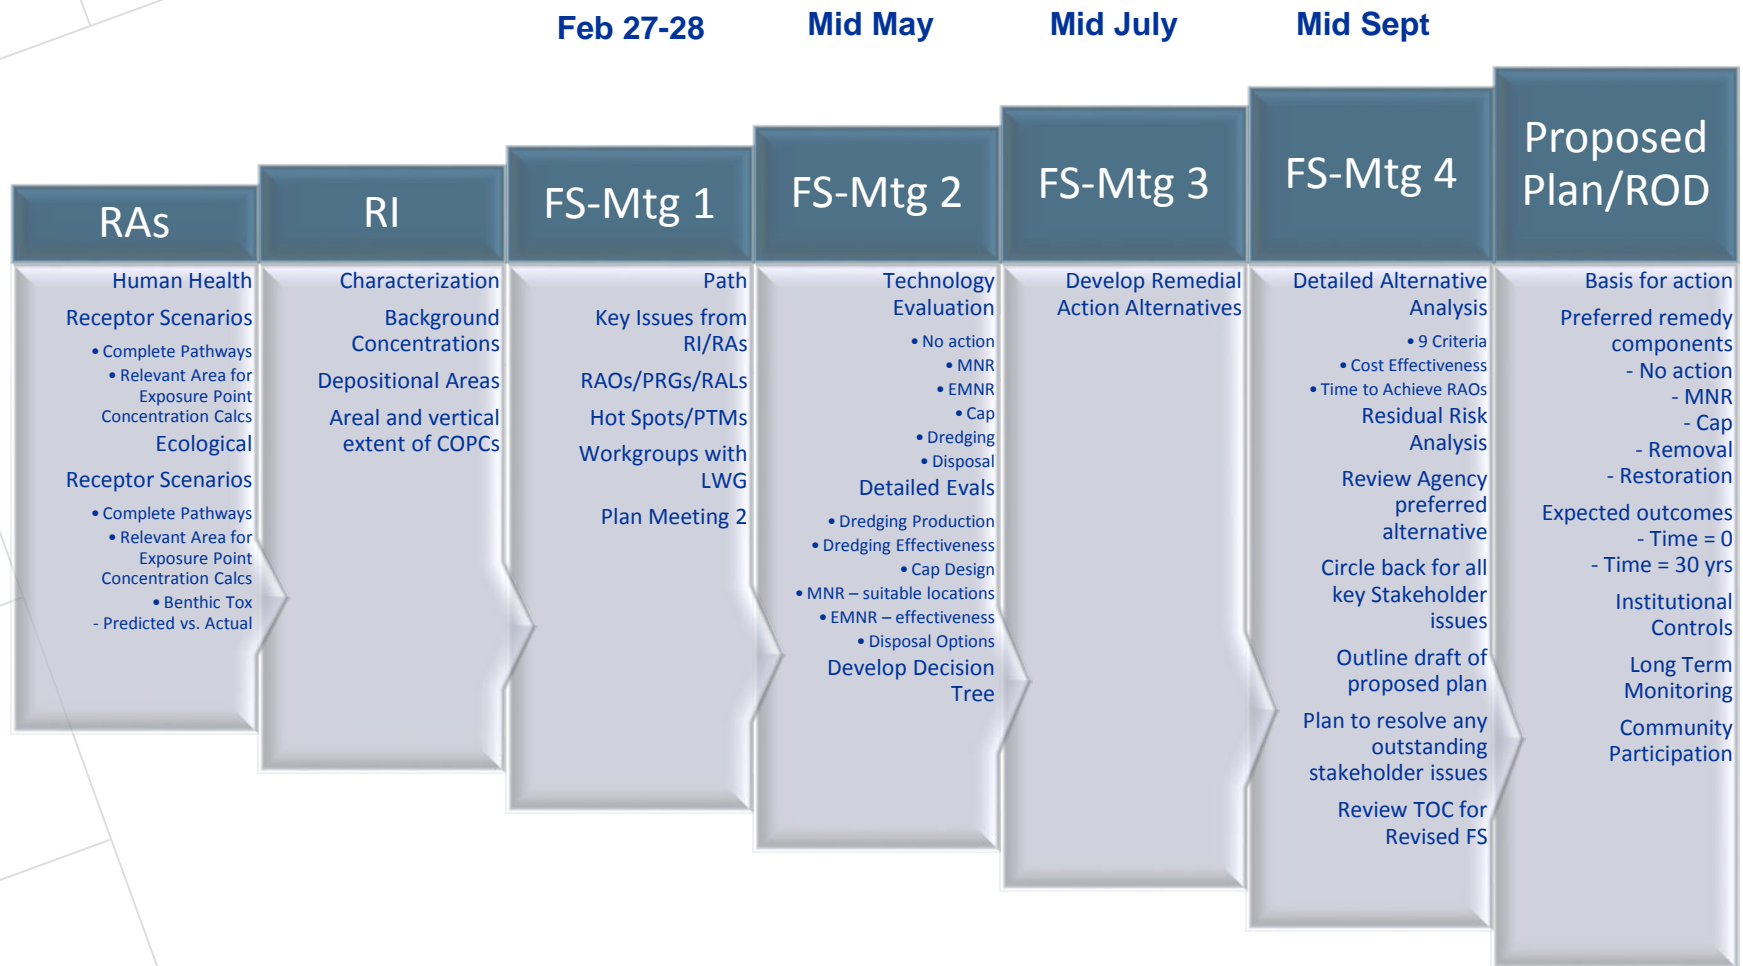 Feb 27-28
Mid May
Mid July
Mid Sept
RAs
Human Health
Receptor Scenarios
• Complete Pathways
• Relevant Area for
Exposure Point
Concentration Calcs
Ecological
Receptor Scenarios
• Complete Pathways
• Relevant Area for
Exposure Point
Concentration Calcs
• Benthic Tox
- Predicted vs. Actual
RI
Characterization
Background
Concentrations
Depositional Areas
Areal and vertical
extent of COPCs
FS-Mtg 1
Path
Key Issues from
RI/RAs
RAOs/PRGs/RALs
Hot Spots/PTMs
Workgroups with
LWG
Plan Meeting 2
FS-Mtg 2
Technology
Evaluation
• No action
• MNR
• EMNR
• Cap
• Dredging
• Disposal
Detailed Evals
• Dredging Production
• Dredging Effectiveness
• Cap Design
• MNR – suitable locations
• EMNR – effectiveness
• Disposal Options
Develop Decision
Tree
FS-Mtg 3
Develop Remedial
Action Alternatives
FS-Mtg 4
Detailed Alternative
Analysis
• 9 Criteria
• Cost Effectiveness
• Time to Achieve RAOs
Residual Risk
Analysis
Review Agency
preferred
alternative
Circle back for all
key Stakeholder
issues
Outline draft of
proposed plan
Plan to resolve any
outstanding
stakeholder issues
Review TOC for
Revised FS
Proposed
Plan/ROD
Basis for action
Preferred remedy
components
- No action
- MNR
- Cap
- Removal
- Restoration
Expected outcomes
- Time = 0
- Time = 30 yrs
Institutional
Controls
Long Term
Monitoring
Community
Participation